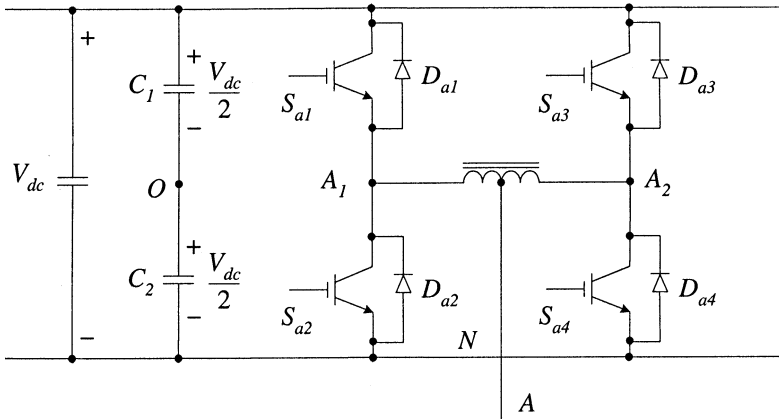 +
+
C1
Vdc
2
−
Sa1
Da1
Sa3
Da3
Vdc
O
A1
A2
+
C2
Vdc
2
−
−
Sa2
Da2
Sa4
Da4
N
A